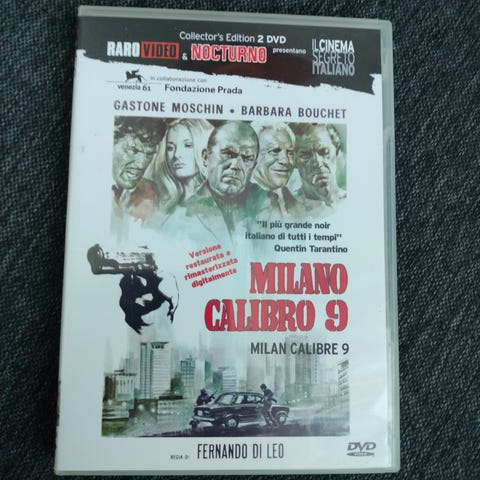 Collector's Edition 2 DVD
RAROVIDEO & NOCTURNO presentano
IL CINEMA
SEGRETO
ITALIANO
venezia 61
in collaborazione con
Fondazione Prada
GASTONE MOSCHIN • BARBARA BOUCHET
"Il più grande noir
italiano di tutti i tempi"
Quentin Tarantino
Versione
restaurata e
rimasterizzata
digitalmente
MILANO
CALIBRO 9
MILAN CALIBRE 9
REGIA DI FERNANDO DI LEO
DVD
VIDEO